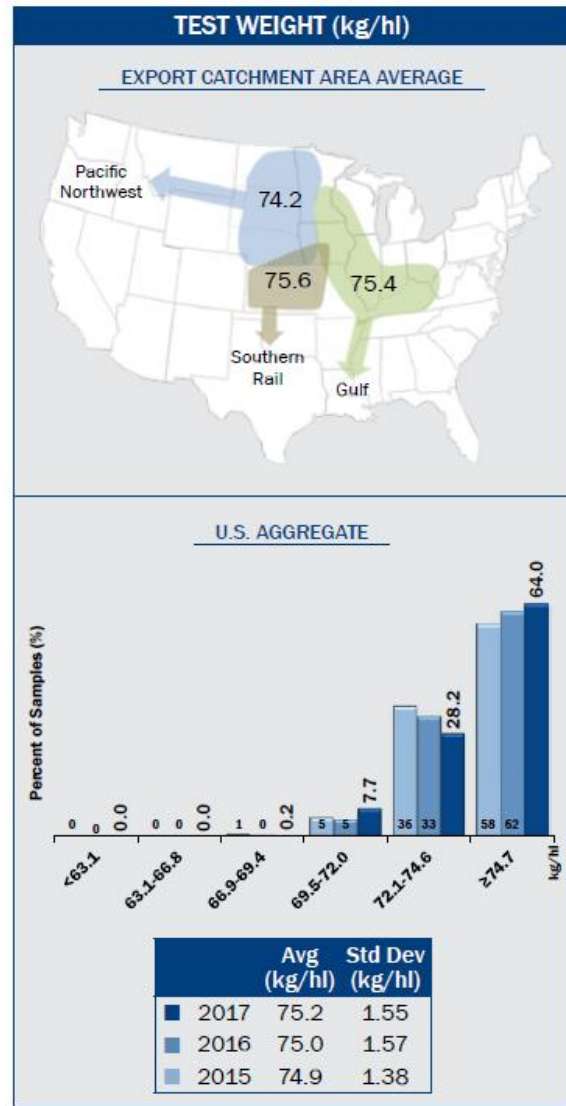 TEST WEIGHT (kg/hl)
EXPORT CATCHMENT AREA AVERAGE
Pacific
Northwest
74.2
75.6
75.4
Southern
Rail
Gulf
U.S. AGGREGATE
Percent of Samples (%)
0 0 0.0
0 0 0.0
1 0 0.2
5 5 7.7
36 33 28.2
58 62 64.0
<63.1 63.1-66.8 66.9-69.4 69.5-72.0 72.1-74.6 ≥74.7 kg/hl
Avg Std Dev
(kg/hl) (kg/hl)
2017 75.2 1.55
2016 75.0 1.57
2015 74.9 1.38